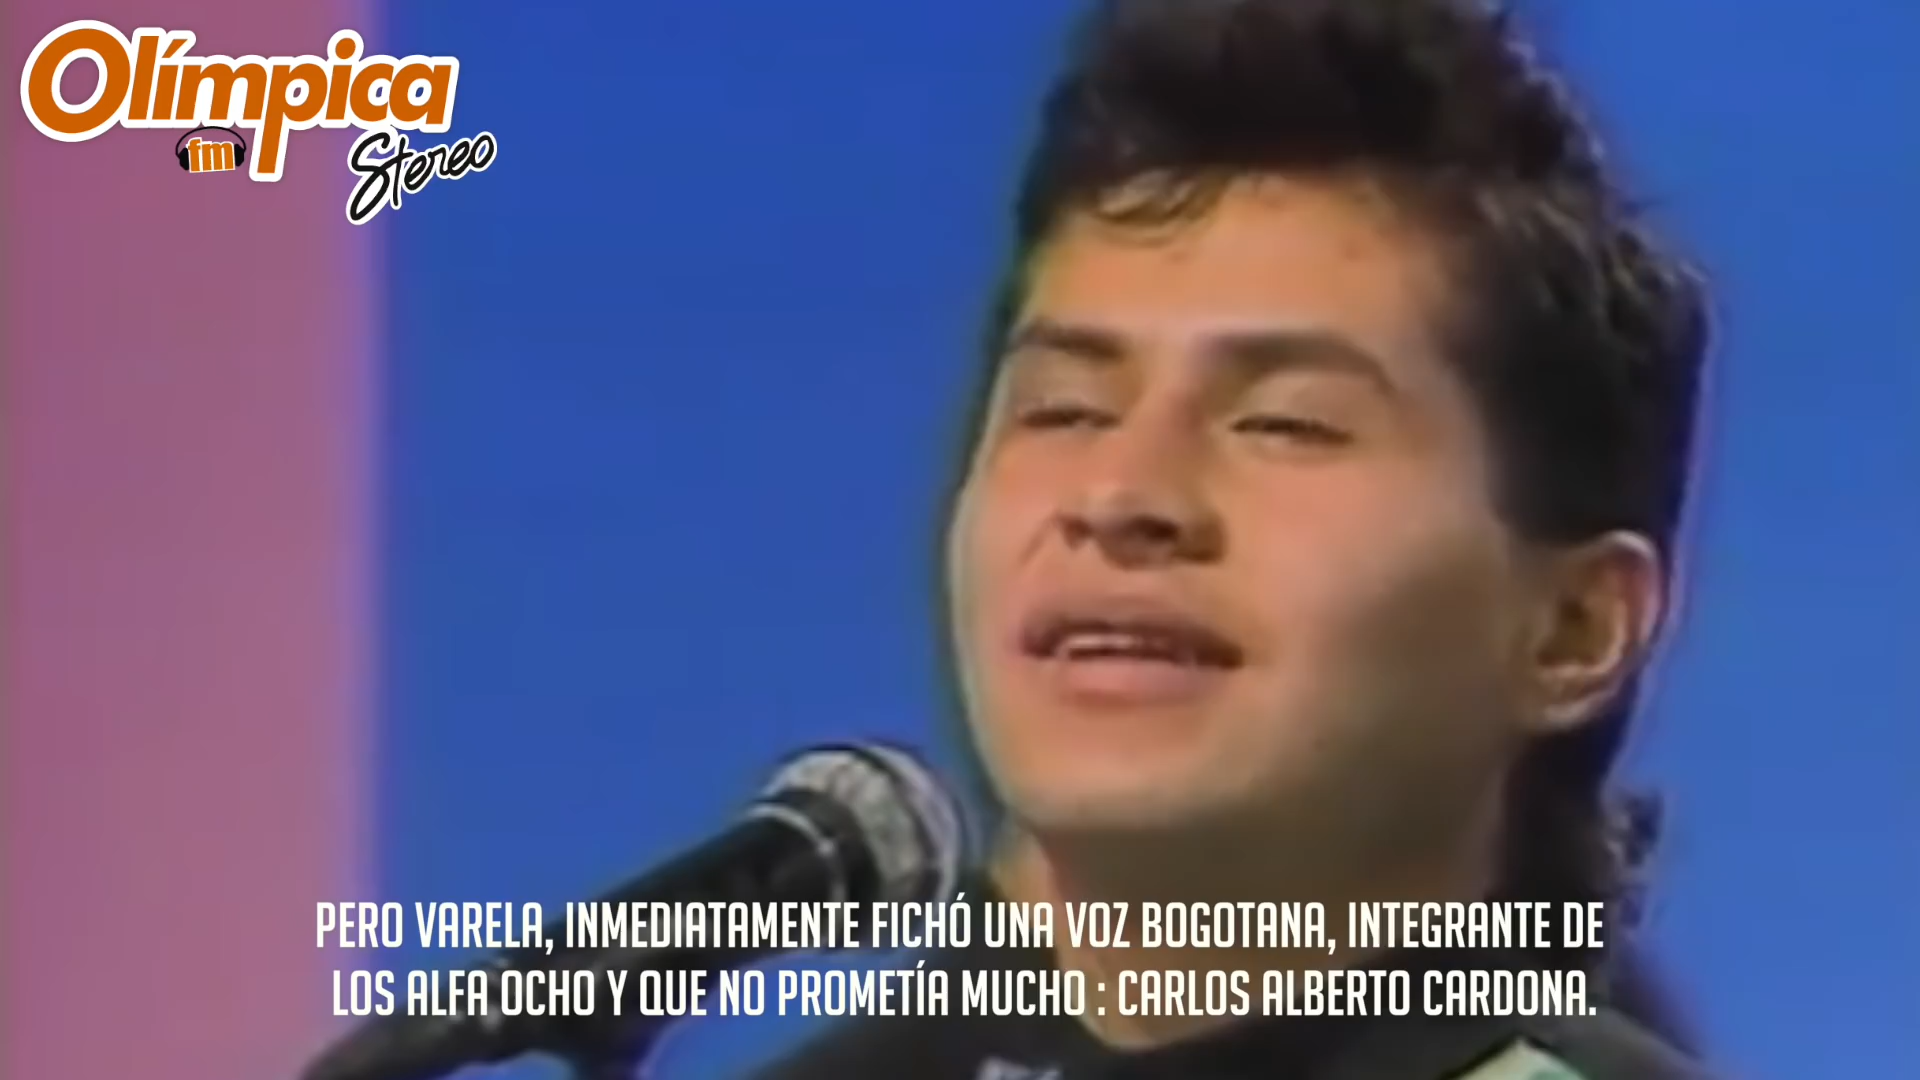 Olímpica
fm
Stereo
PERO VARELA, INMEDIATAMENTE FICHÓ UNA VOZ BOGOTANA, INTEGRANTE DE
LOS ALFA OCHO Y QUE NO PROMETÍA MUCHO : CARLOS ALBERTO CARDONA.